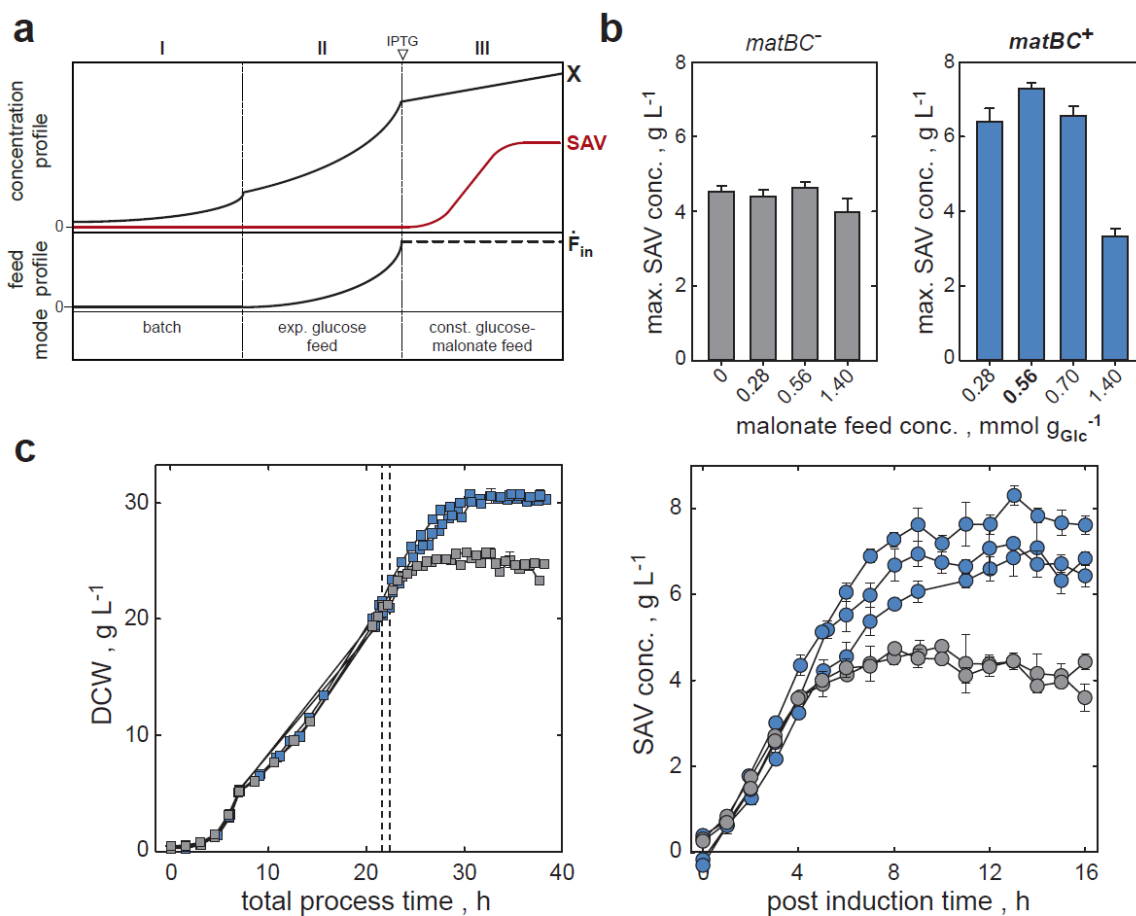 a
I
II
IPTG
III
concentration
profile
0
X
SAV
feed
profile
0
Ḟin
mode
batch
exp. glucose
feed
const. glucose-
malonate feed
b
matBC-
matBC+
max. SAV conc. , g L-1
8
6
4
2
0
0
0.28
0.56
1.40
max. SAV conc. , g L-1
8
6
4
2
0
0.28
0.56
0.70
1.40
malonate feed conc. , mmol gGlc-1
c
DCW , g L-1
30
20
10
0
0
10
20
30
40
total process time , h
SAV conc. , g L-1
8
6
4
2
0
0
4
8
12
16
post induction time , h